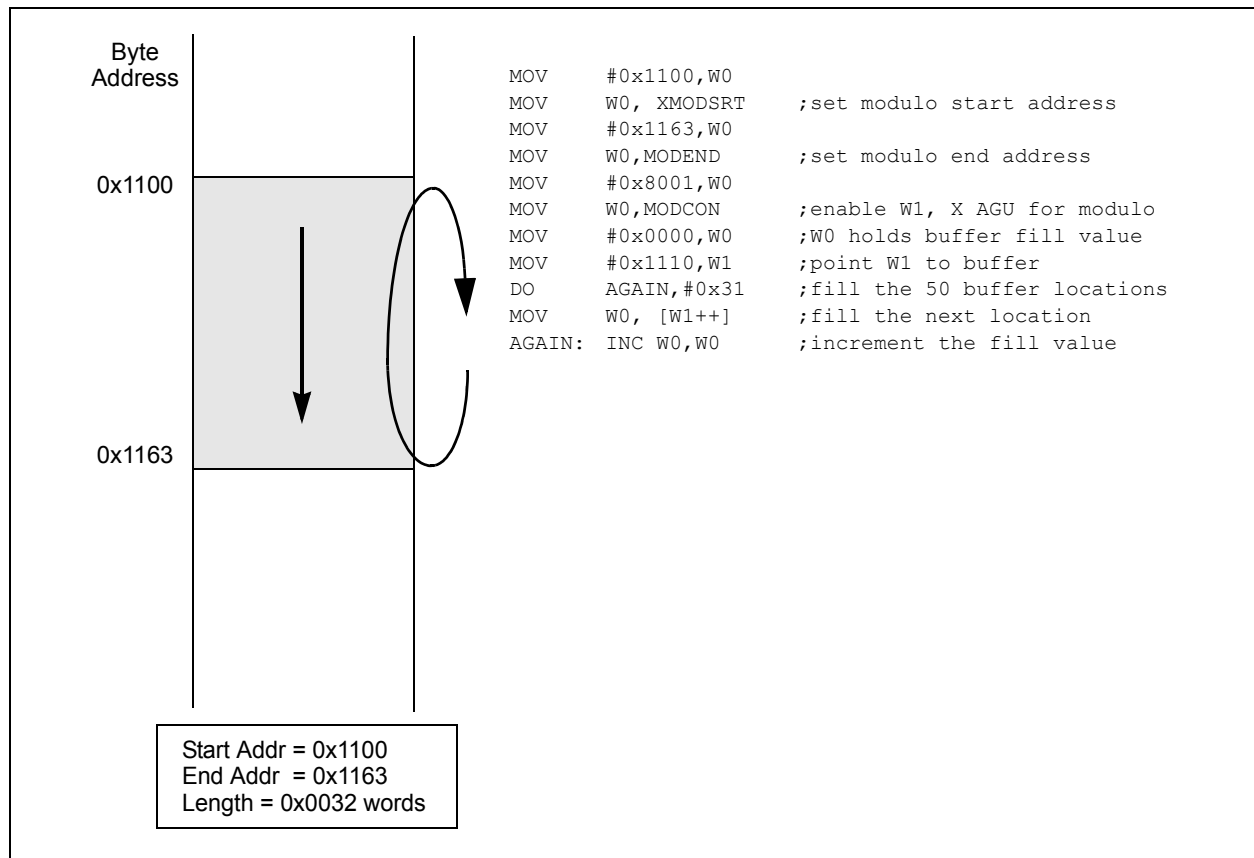 Byte
Address
0x1100
0x1163
MOV #0x1100,W0
MOV W0, XMODSRT ;set modulo start address
MOV #0x1163,W0
MOV W0,MODEND ;set modulo end address
MOV #0x8001,W0
MOV W0,MODCON ;enable W1, X AGU for modulo
MOV #0x0000,W0 ;W0 holds buffer fill value
MOV #0x1110,W1 ;point W1 to buffer
DO AGAIN,#0x31 ;fill the 50 buffer locations
MOV W0, [W1++] ;fill the next location
AGAIN: INC W0,W0 ;increment the fill value
Start Addr = 0x1100
End Addr = 0x1163
Length = 0x0032 words